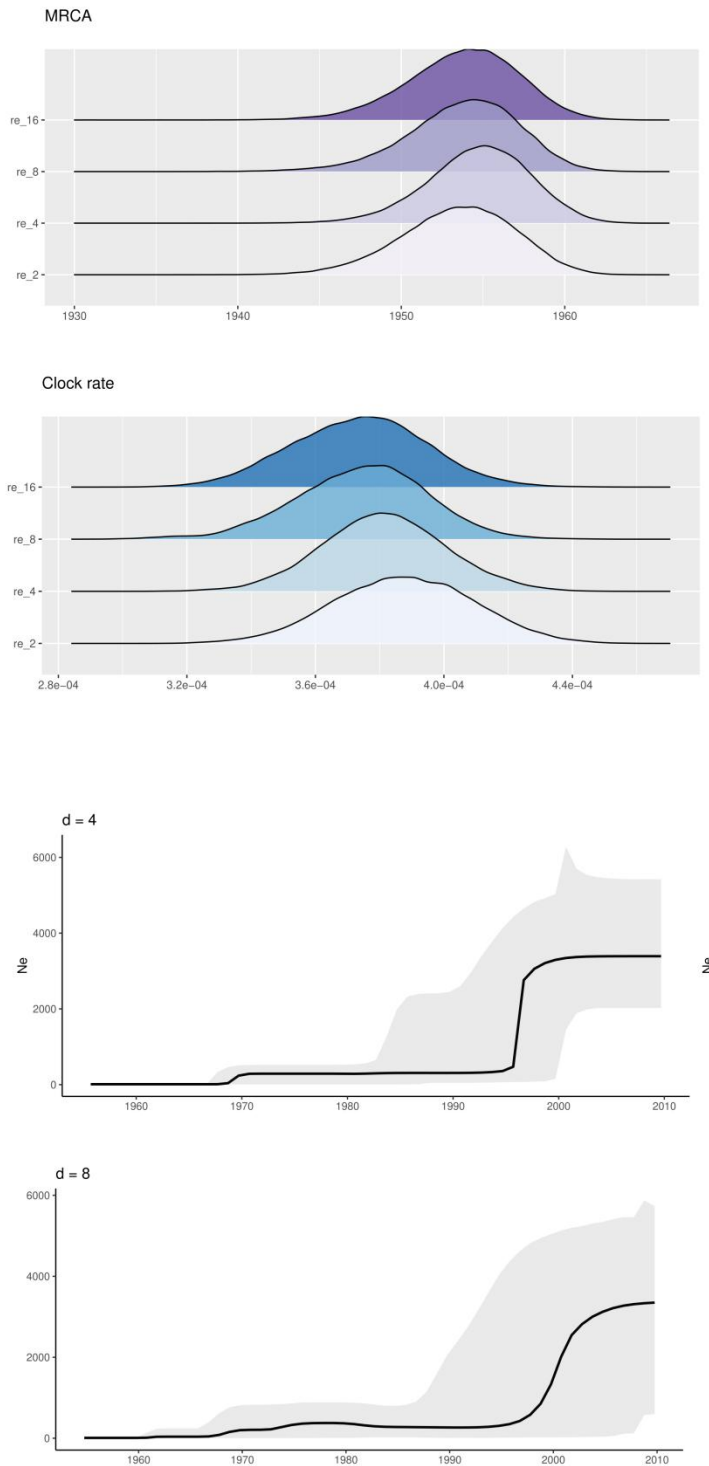 MRCA
re_16
re_8
re_4
re_2
1930 1940 1950 1960
Clock rate
re_16
re_8
re_4
re_2
2.8e−04 3.2e−04 3.6e−04 4.0e−04 4.4e−04
d = 4
6000
4000
Ne Ne
2000
0
1960 1970 1980 1990 2000 2010
d = 8
6000
4000
2000
0
1960 1970 1980 1990 2000 2010